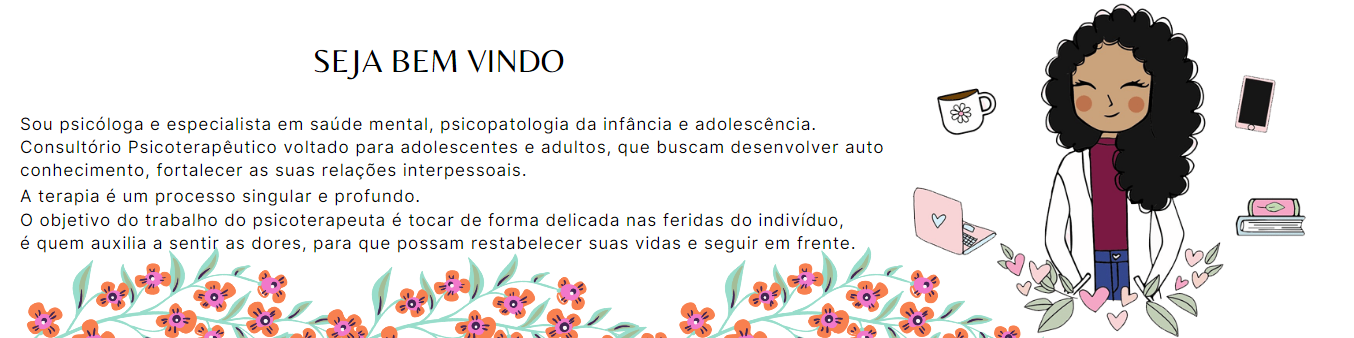 SEJA BEM VINDO
Sou psicóloga e especialista em saúde mental, psicopatologia da infância e adolescência.
Consultório Psicoterapêutico voltado para adolescentes e adultos, que buscam desenvolver auto
conhecimento, fortalecer as suas relações interpessoais.
A terapia é um processo singular e profundo.
O objetivo do trabalho do psicoterapeuta é tocar de forma delicada nas feridas do indivíduo,
é quem auxilia a sentir as dores, para que possam restabelecer suas vidas e seguir em frente.